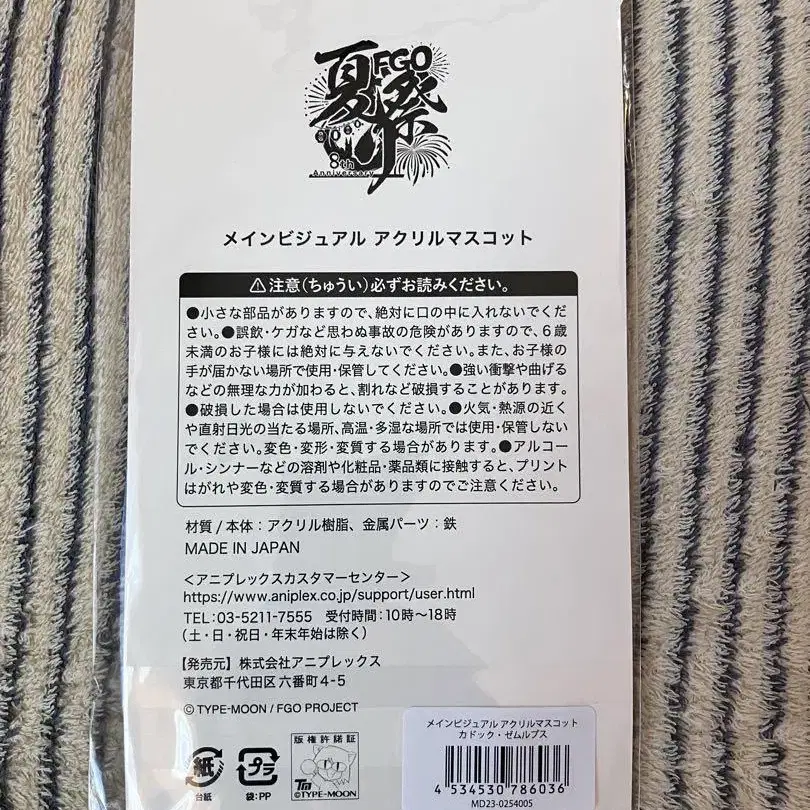 FGO
夏祭
8th
Anniversary
メインビジュアル アクリルマスコット
⚠注意(ちゅうい)必ずお読みください。
●小さな部品がありますので、絶対に口の中に入れないでくだ
さい。●誤飲・ケガなど思わぬ事故の危険がありますので、6歳
未満のお子様には絶対に与えないでください。また、お子様の
手が届かない場所で使用・保管してください。●強い衝撃や曲げる
などの無理な力が加わると、割れなど破損することがあります。
●破損した場合は使用しないでください。●火気・熱源の近く
や直射日光の当たる場所、高温・多湿な場所では使用・保管しない
でください。変色・変形・変質する場合があります。●アルコー
ル・シンナーなどの溶剤や化粧品・薬品類に接触すると、プリント
はがれや変色・変質する場合がありますのでご注意ください。
材質/本体:アクリル樹脂、金属パーツ:鉄
MADE IN JAPAN
<アニプレックスカスタマーセンター>
https://www.aniplex.co.jp/support/user.html
TEL:03-5211-7555 受付時間:10時~18時
(土・日・祝日・年末年始は除く)
【発売元】株式会社アニプレックス
東京都千代田区六番町4-5
© TYPE-MOON / FGO PROJECT
紙
台紙
プラ
袋:PP
版権許諾証
TM
©TYPE-MOON
メインビジュアル アクリルマスコット
カドック・ゼムルプス
4 534530 786036
MD23-0254005